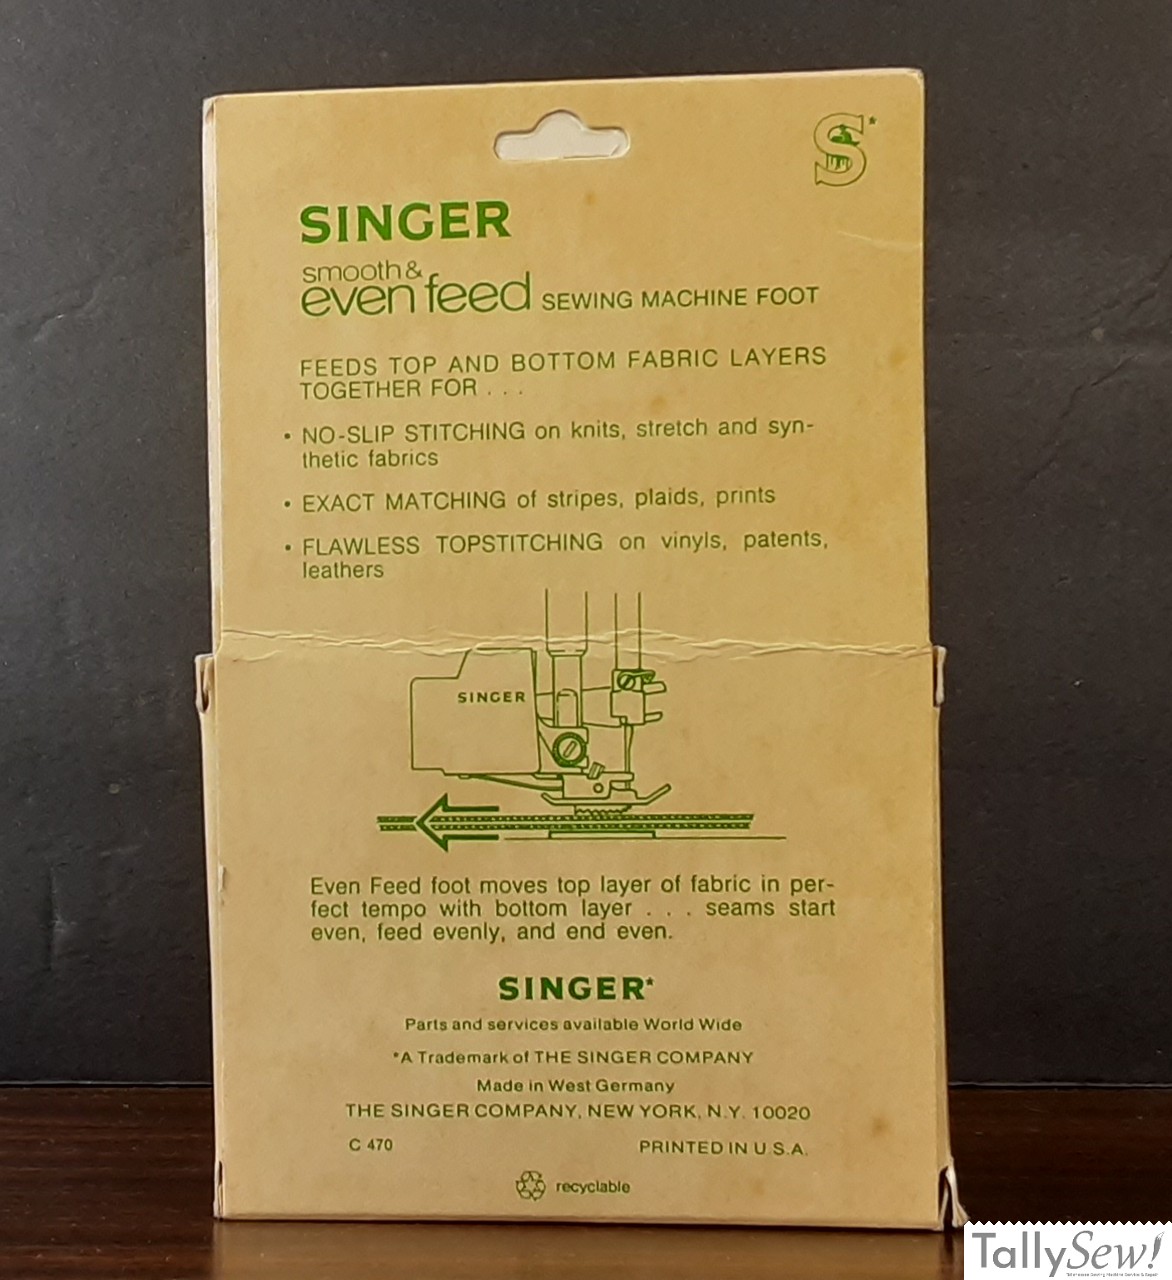 S*
SINGER
smooth &
even feed SEWING MACHINE FOOT
FEEDS TOP AND BOTTOM FABRIC LAYERS
TOGETHER FOR . . .
• NO-SLIP STITCHING on knits, stretch and syn-
thetic fabrics
• EXACT MATCHING of stripes, plaids, prints
• FLAWLESS TOPSTITCHING on vinyls, patents,
leathers
SINGER
Even Feed foot moves top layer of fabric in per-
fect tempo with bottom layer . . . seams start
even, feed evenly, and end even.
SINGER*
Parts and services available World Wide
*A Trademark of THE SINGER COMPANY
Made in West Germany
THE SINGER COMPANY, NEW YORK, N.Y. 10020
C 470 PRINTED IN U.S.A.
recyclable
TallySew!